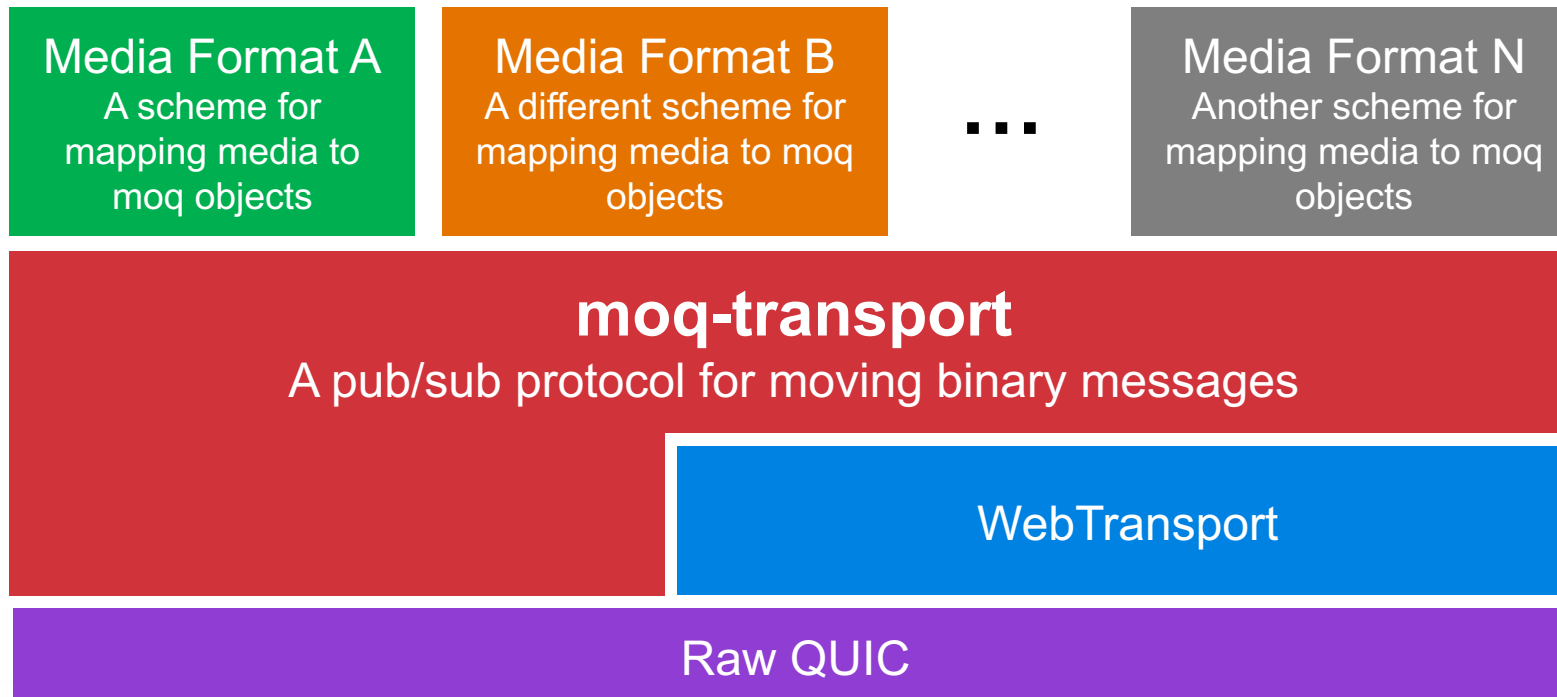 Media Format A
A scheme for
mapping media to
moq objects
Media Format B
A different scheme for
mapping media to moq
objects
...
Media Format N
Another scheme for
mapping media to moq
objects
moq-transport
A pub/sub protocol for moving binary messages
WebTransport
Raw QUIC